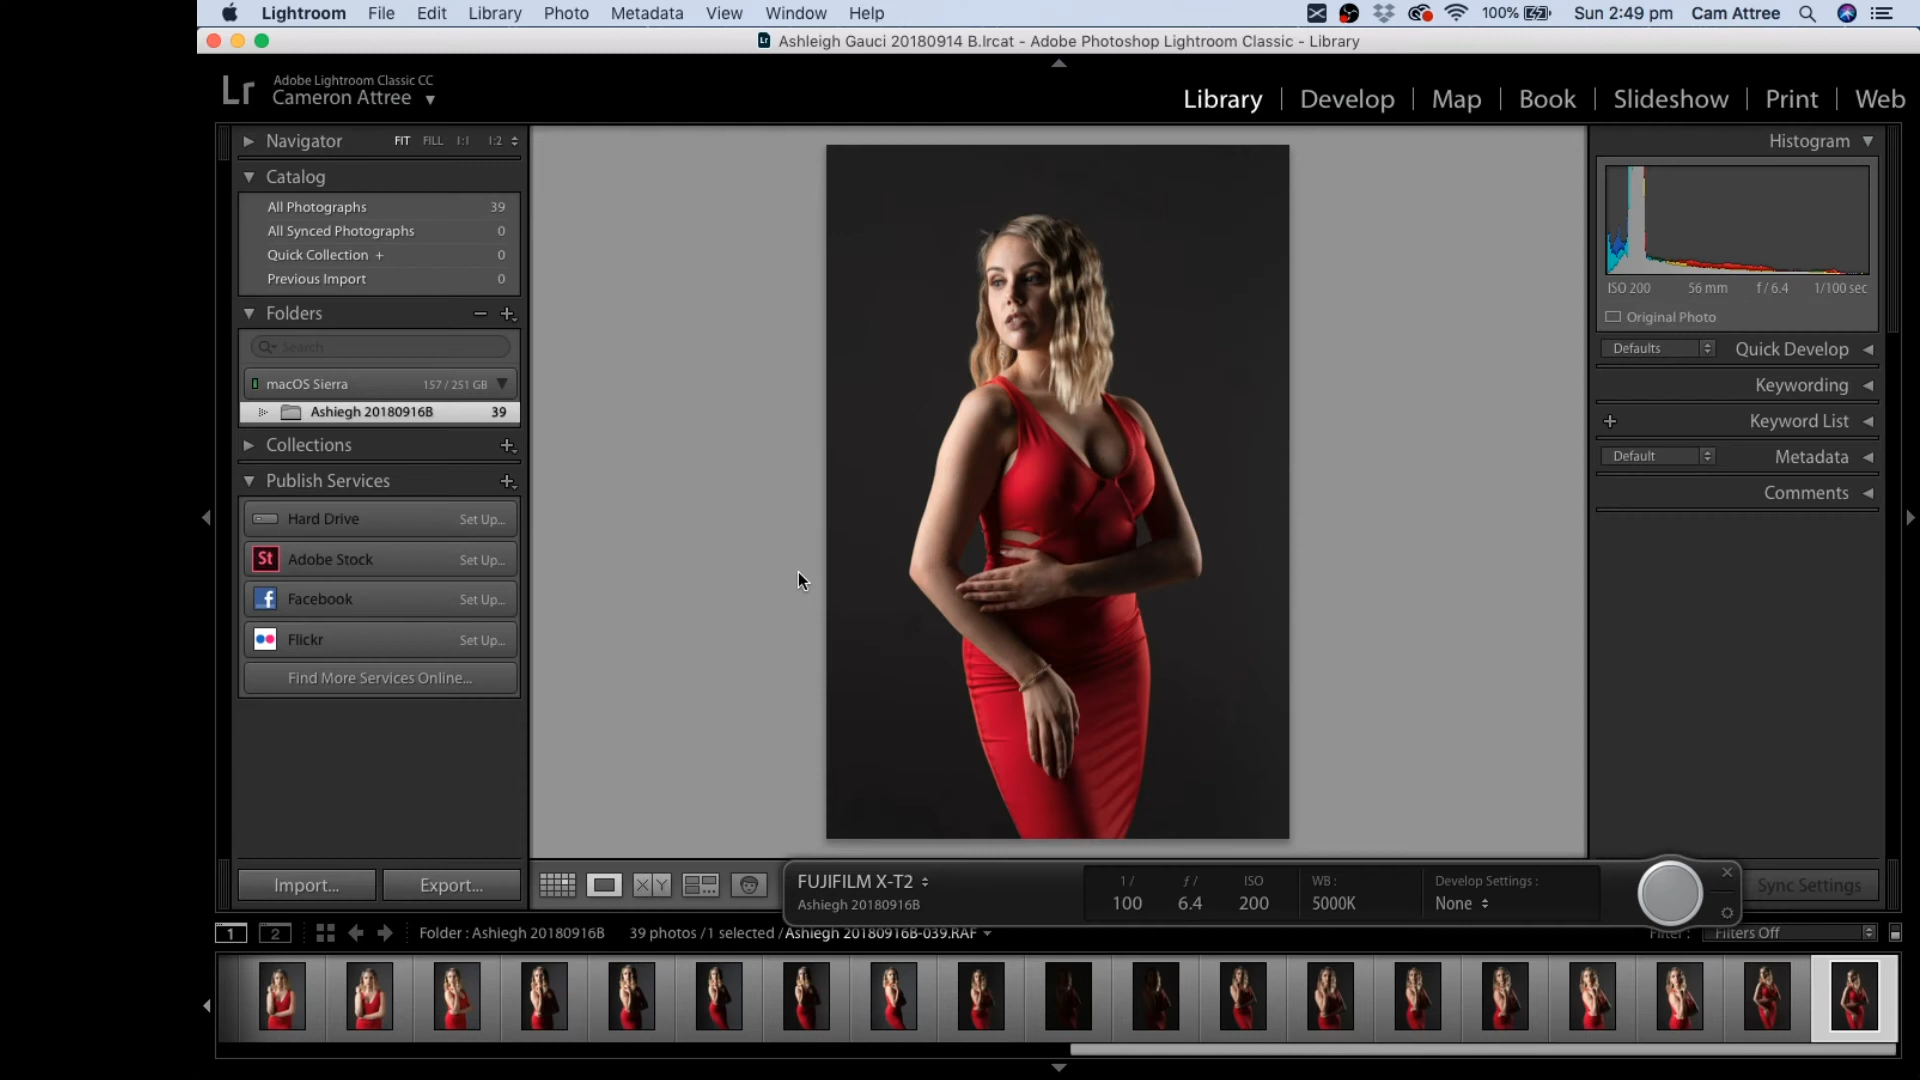 Lightroom File Edit Library Photo Metadata View Window Help 100% Sun 2:49 pm Cam Attree
Ashleigh Gauci 20180914 B.lrcat - Adobe Photoshop Lightroom Classic - Library
Lr Adobe Lightroom Classic CC
Cameron Attree
Library Develop Map Book Slideshow Print Web
Navigator FIT FILL 1:1 1:2
Catalog
All Photographs 39
All Synced Photographs 0
Quick Collection + 0
Previous Import 0
Folders
Search
macOS Sierra 157 / 251 GB
Ashiegh 20180916B 39
Collections
Publish Services
Hard Drive Set Up...
St Adobe Stock Set Up...
f Facebook Set Up...
Flickr Set Up...
Find More Services Online...
Import... Export...
Histogram
ISO 200 56 mm f / 6.4 1/100 sec
Original Photo
Defaults Quick Develop
Keywording
Keyword List
Default Metadata
Comments
X Y
FUJIFILM X-T2
Ashiegh 20180916B
1 / 100
f / 6.4
ISO 200
WB : 5000K
Develop Settings : None
Sync Settings
1 2 Folder : Ashiegh 20180916B 39 photos / 1 selected / Ashiegh 20180916B-039.RAF Filter : Filters Off